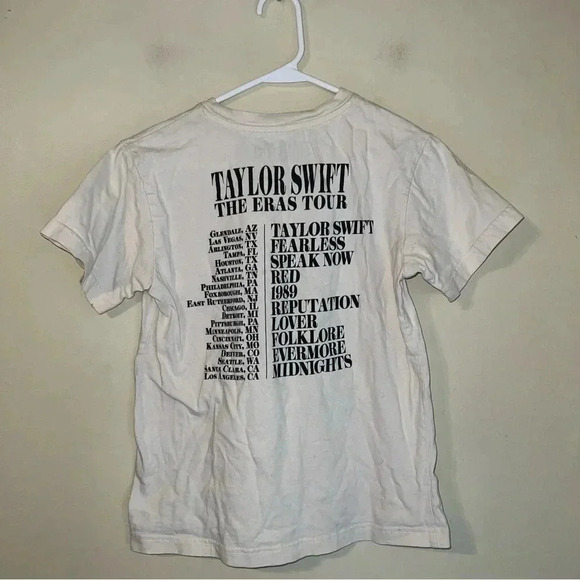 TAYLOR SWIFT
THE ERAS TOUR
GLENDALE, AZ
LAS VEGAS, NV
ARLINGTON, TX
TAMPA, FL
HOUSTON, TX
ATLANTA, GA
NASHVILLE, TN
PHILADELPHIA, PA
FOXBOROUGH, MA
EAST RUTHERFORD, NJ
CHICAGO, IL
DETROIT, MI
PITTSBURGH, PA
MINNEAPOLIS, MN
CINCINNATI, OH
KANSAS CITY, MO
DENVER, CO
SEATTLE, WA
SANTA CLARA, CA
LOS ANGELES, CA
TAYLOR SWIFT
FEARLESS
SPEAK NOW
RED
1989
REPUTATION
LOVER
FOLKLORE
EVERMORE
MIDNIGHTS